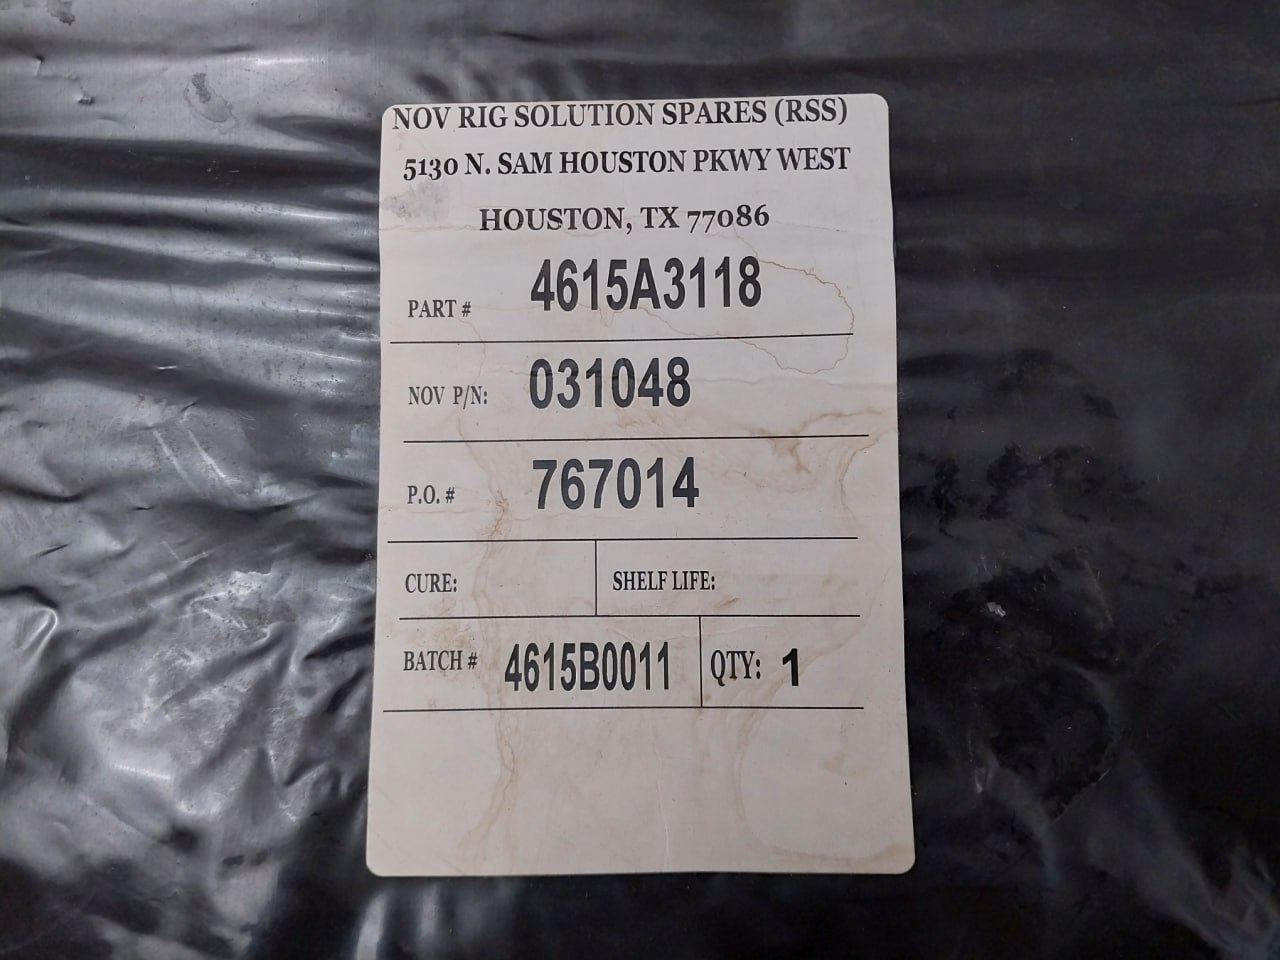 NOV RIG SOLUTION SPARES (RSS)
5130 N. SAM HOUSTON PKWY WEST
HOUSTON, TX 77086
PART # 4615A3118
NOV P/N: 031048
P.O. # 767014
CURE: SHELF LIFE:
BATCH # 4615B0011 QTY: 1